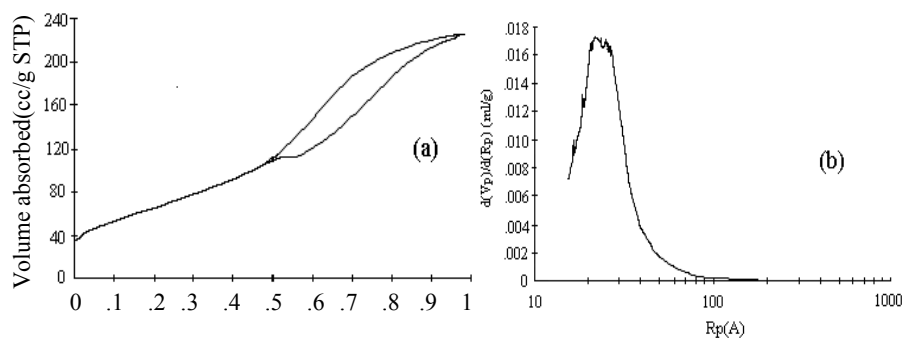 Volume absorbed(cc/g STP)
240
200
160
120
80
40
0
0 .1 .2 .3 .4 .5 .6 .7 .8 .9 1
(a)
d(Vp)/d(Rp) (ml/g)
.018
.016
.014
.012
.010
.008
.006
.004
.002
0
10 100 1000
Rp(A)
(b)